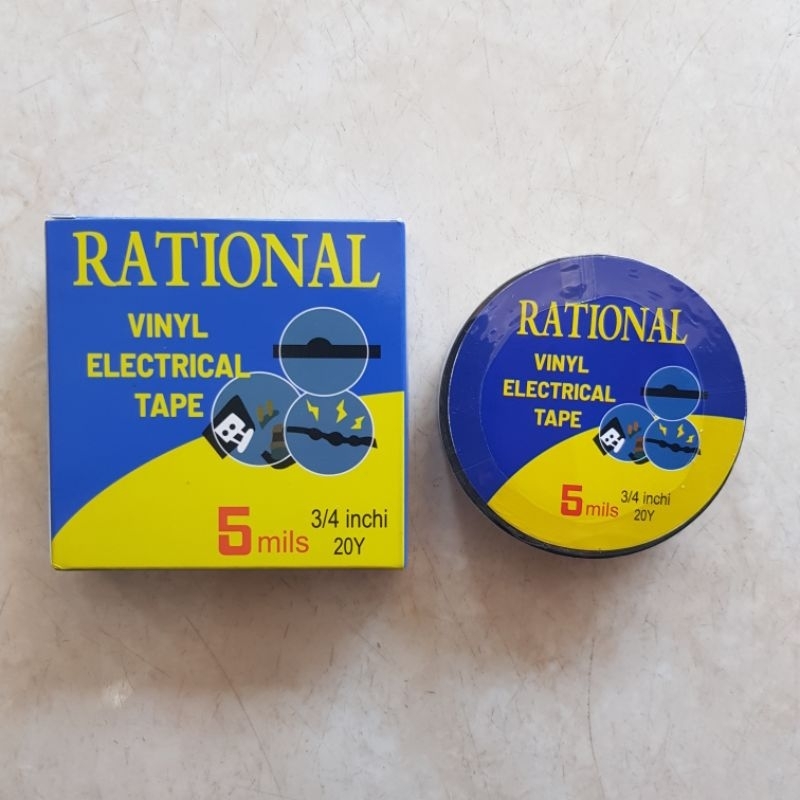 RATIONAL
VINYL
ELECTRICAL
TAPE
5 mils
3/4 inchi
20Y
RATIONAL
VINYL
ELECTRICAL
TAPE
5 mils
3/4 inchi
20Y